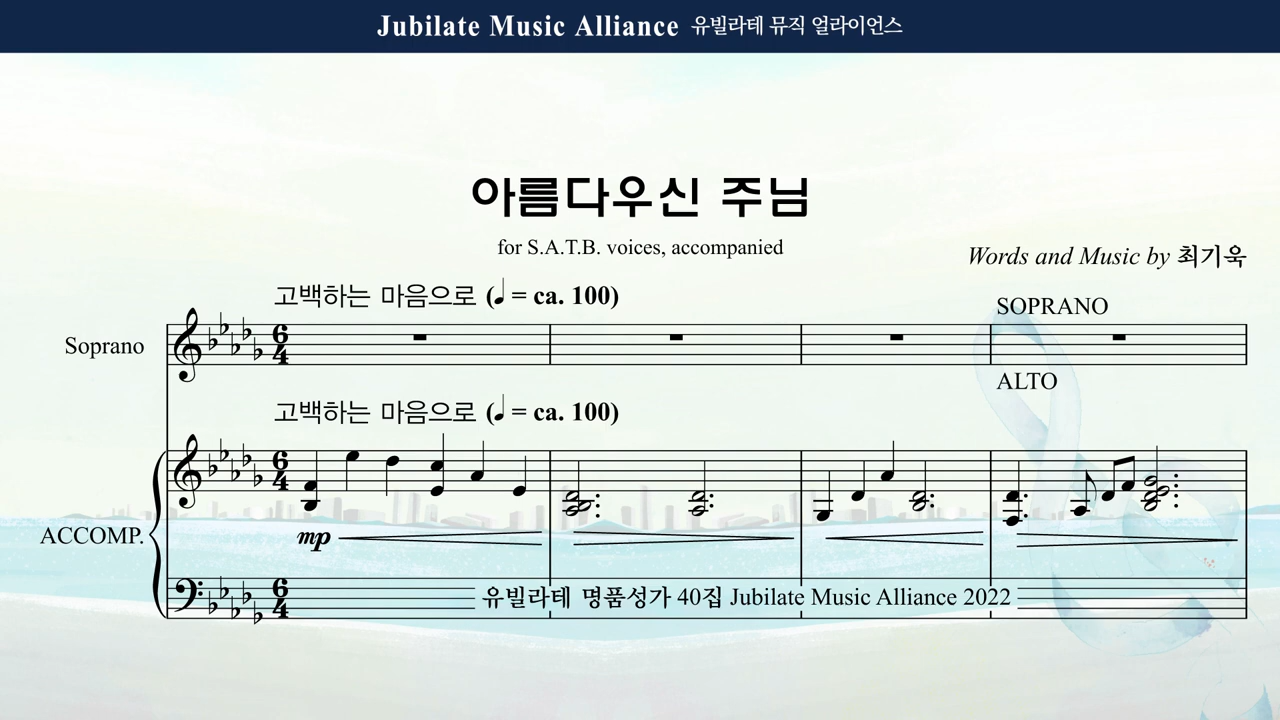 Jubilate Music Alliance 유빌라테 뮤직 얼라이언스
아름다우신 주님
for S.A.T.B. voices, accompanied
Words and Music by 최기욱
고백하는 마음으로 (♩ = ca. 100)
SOPRANO
Soprano
6
4
ALTO
고백하는 마음으로 (♩ = ca. 100)
6
4
mp
ACCOMP.
6
4
유빌라테 명품성가 40집 Jubilate Music Alliance 2022